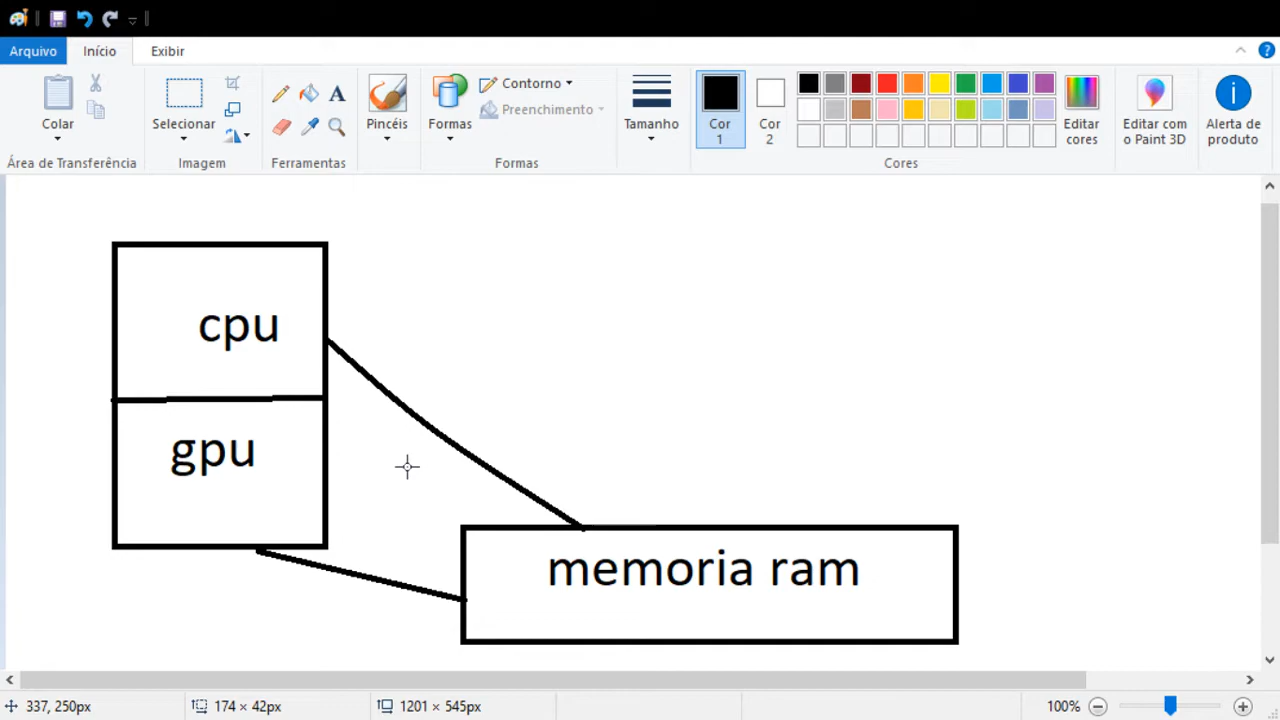 Arquivo
Início
Exibir
Colar
Área de Transferência
Selecionar
Imagem
A
Ferramentas
Pincéis
Formas
Contorno
Preenchimento
Formas
Tamanho
Cor
1
Cor
2
Editar
cores
Cores
Editar com
o Paint 3D
Alerta de
produto
cpu
gpu
memoria ram
337, 250px
174 × 42px
1201 × 545px
100%